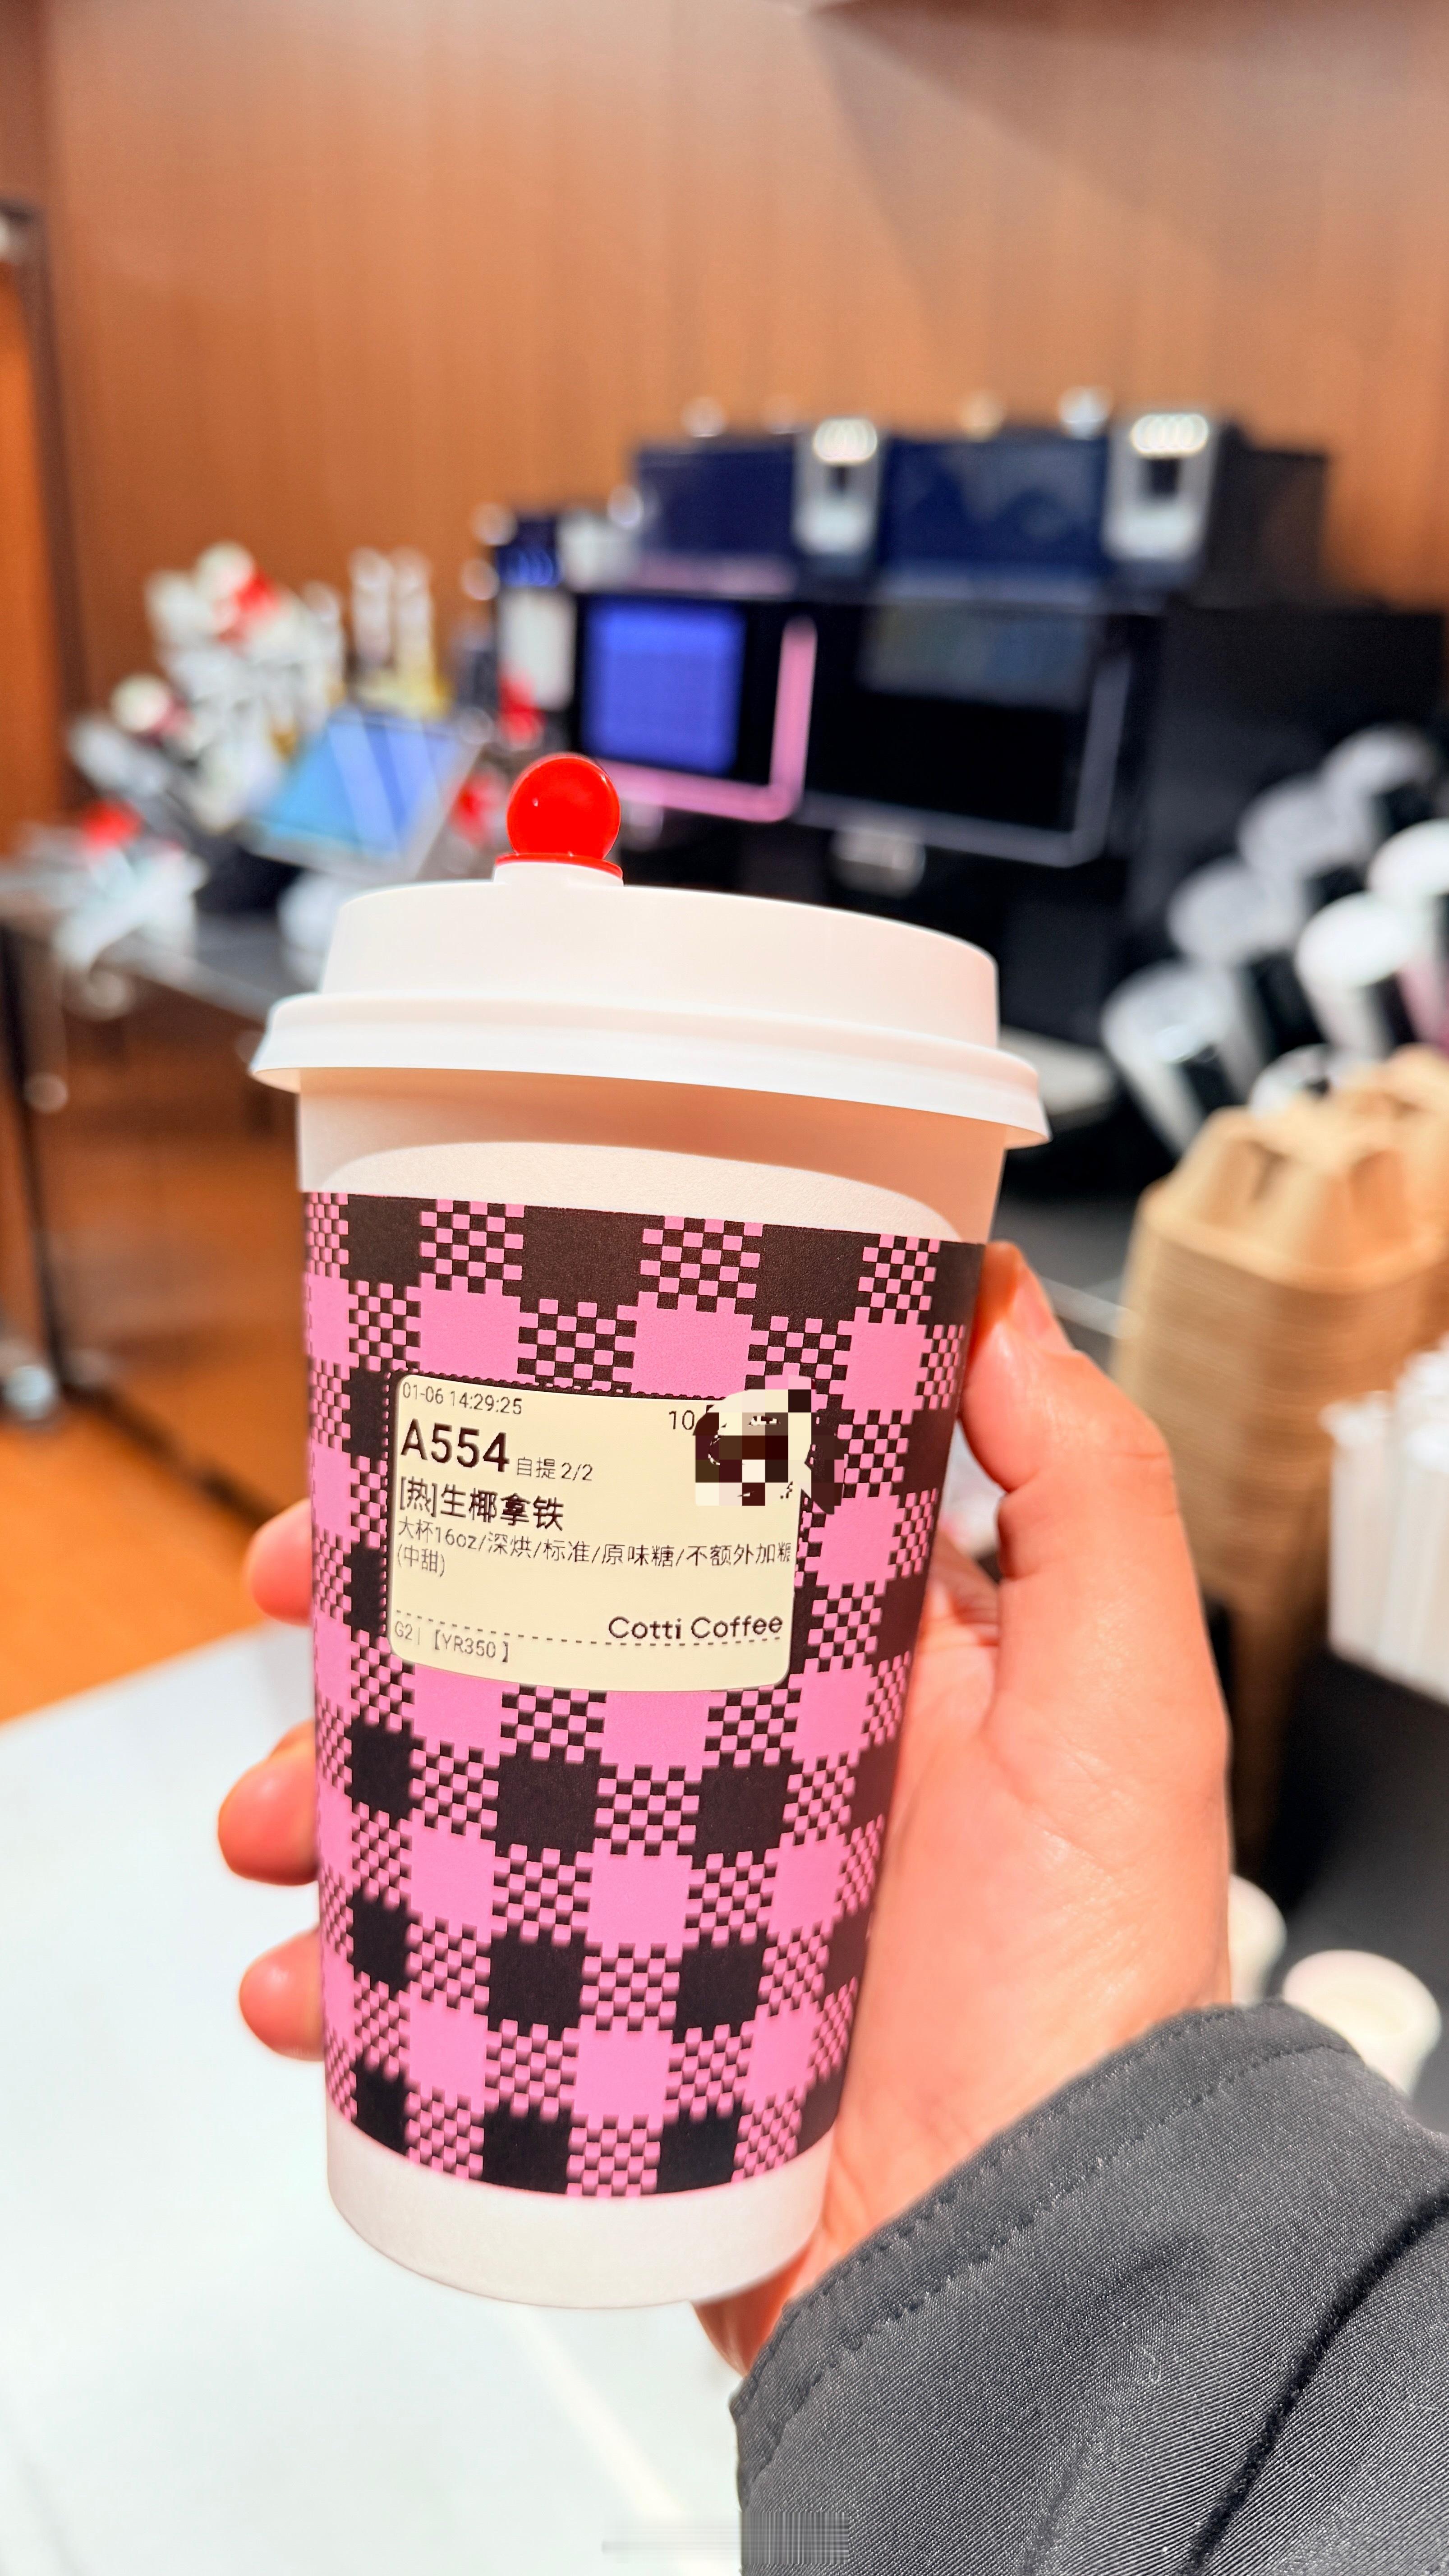 01-06 14:29:25
10
A554 自提 2/2
[热]生椰拿铁
大杯16oz/深烘/标准/原味糖/不额外加糖
(中甜)
Cotti Coffee
G2| 【YR350】